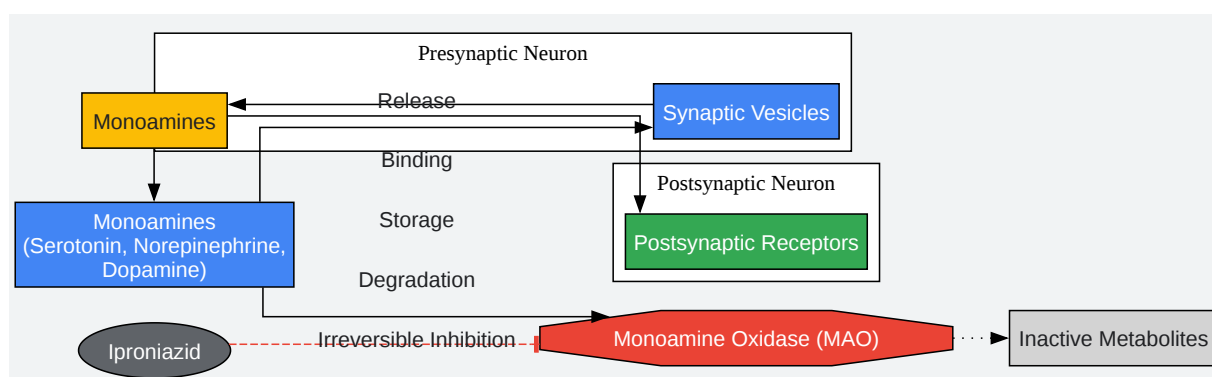 Presynaptic Neuron
Release
Monoamines
Synaptic Vesicles
Binding
Postsynaptic Neuron
Monoamines
(Serotonin, Norepinephrine,
Dopamine)
Storage
Postsynaptic Receptors
Degradation
Iproniazid
Irreversible Inhibition
Monoamine Oxidase (MAO)
Inactive Metabolites